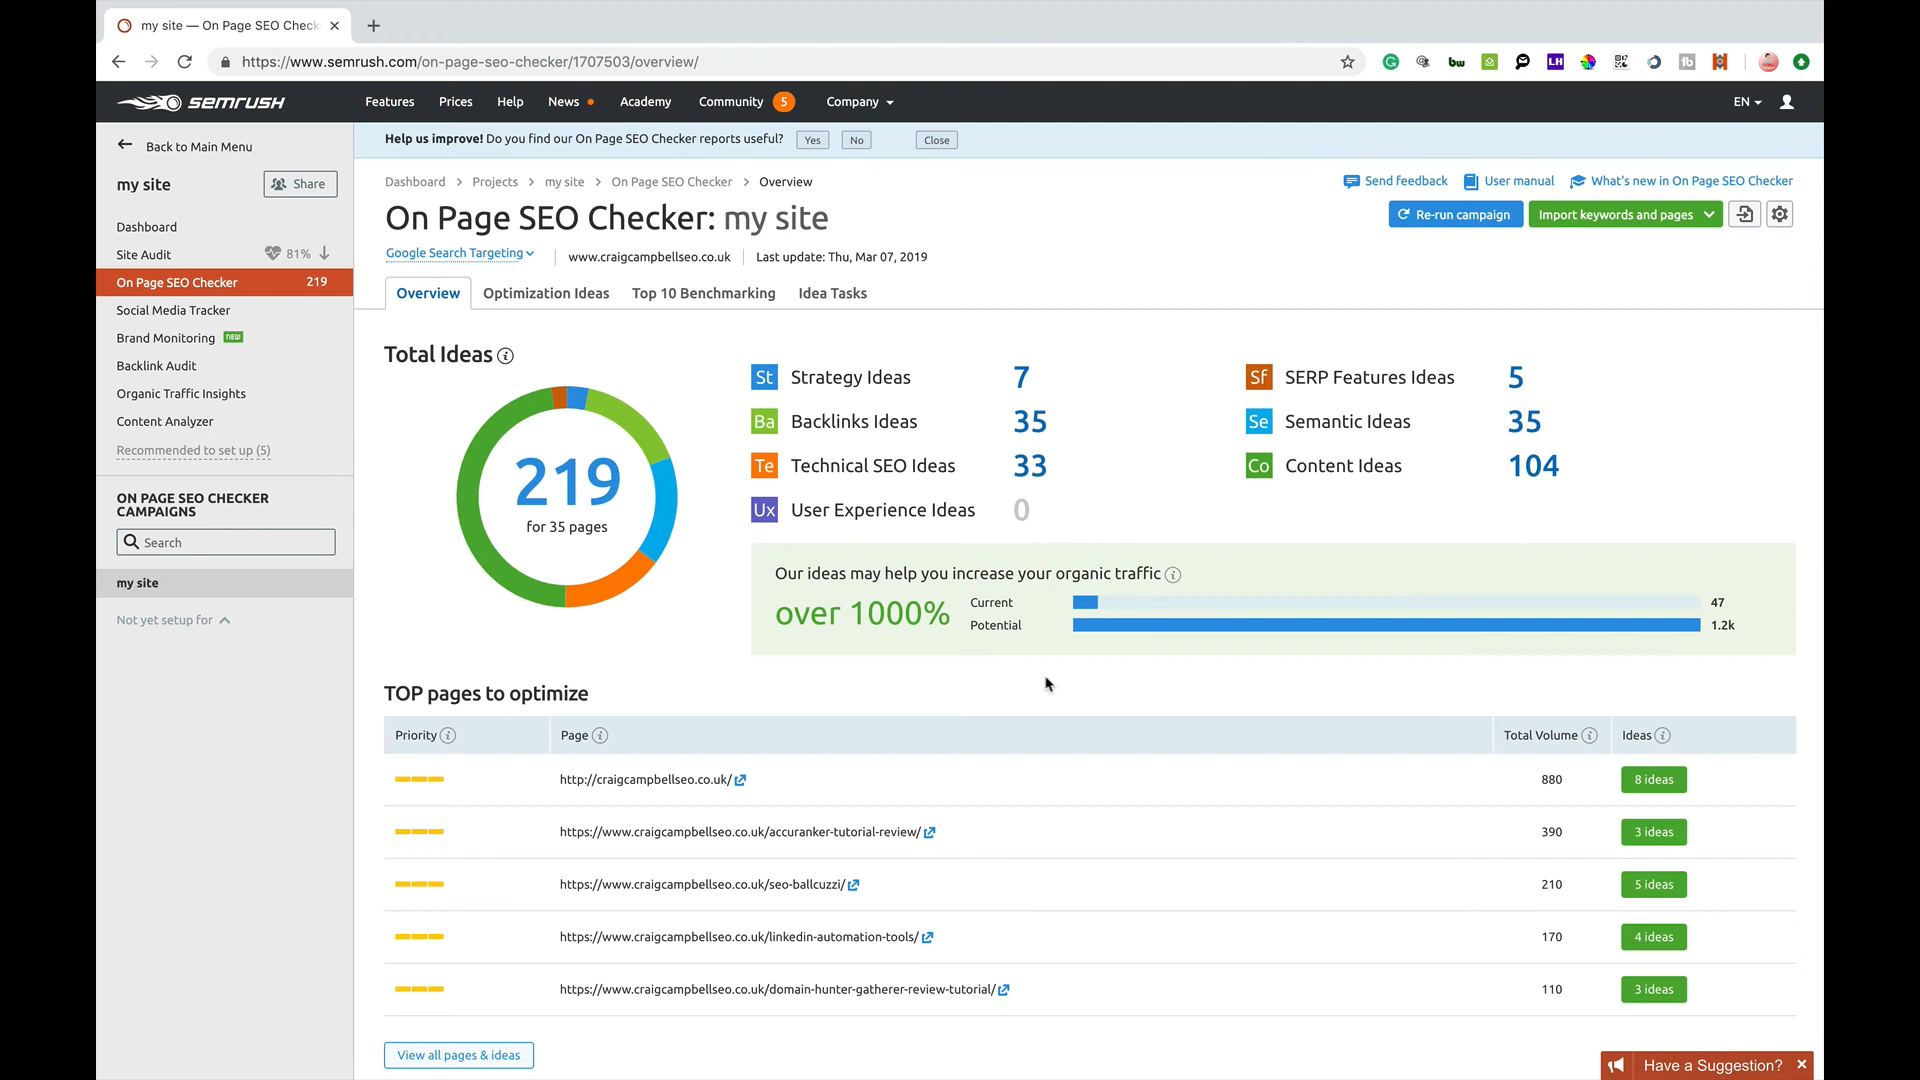 my site — On Page SEO Check
https://www.semrush.com/on-page-seo-checker/1707503/overview/
bw
LH
SEMRUSH
Features
Prices
Help
News
Academy
Community 5
Company
EN
Back to Main Menu
my site
Share
Dashboard
Site Audit 81%
On Page SEO Checker 219
Social Media Tracker
Brand Monitoring NEW
Backlink Audit
Organic Traffic Insights
Content Analyzer
Recommended to set up (5)
ON PAGE SEO CHECKER
CAMPAIGNS
Search
my site
Not yet setup for
Help us improve! Do you find our On Page SEO Checker reports useful? Yes No Close
Dashboard > Projects > my site > On Page SEO Checker > Overview
Send feedback
User manual
What's new in On Page SEO Checker
On Page SEO Checker: my site
Re-run campaign
Import keywords and pages
Google Search Targeting
www.craigcampbellseo.co.uk
Last update: Thu, Mar 07, 2019
Overview
Optimization Ideas
Top 10 Benchmarking
Idea Tasks
Total Ideas i
219
for 35 pages
St Strategy Ideas 7
Ba Backlinks Ideas 35
Te Technical SEO Ideas 33
Ux User Experience Ideas 0
Sf SERP Features Ideas 5
Se Semantic Ideas 35
Co Content Ideas 104
Our ideas may help you increase your organic traffic i
over 1000%
Current 47
Potential 1.2k
TOP pages to optimize
Priority i Page i Total Volume i Ideas i
http://craigcampbellseo.co.uk/ 880 8 ideas
https://www.craigcampbellseo.co.uk/accuranker-tutorial-review/ 390 3 ideas
https://www.craigcampbellseo.co.uk/seo-ballcuzzi/ 210 5 ideas
https://www.craigcampbellseo.co.uk/linkedin-automation-tools/ 170 4 ideas
https://www.craigcampbellseo.co.uk/domain-hunter-gatherer-review-tutorial/ 110 3 ideas
View all pages & ideas
Have a Suggestion? ×